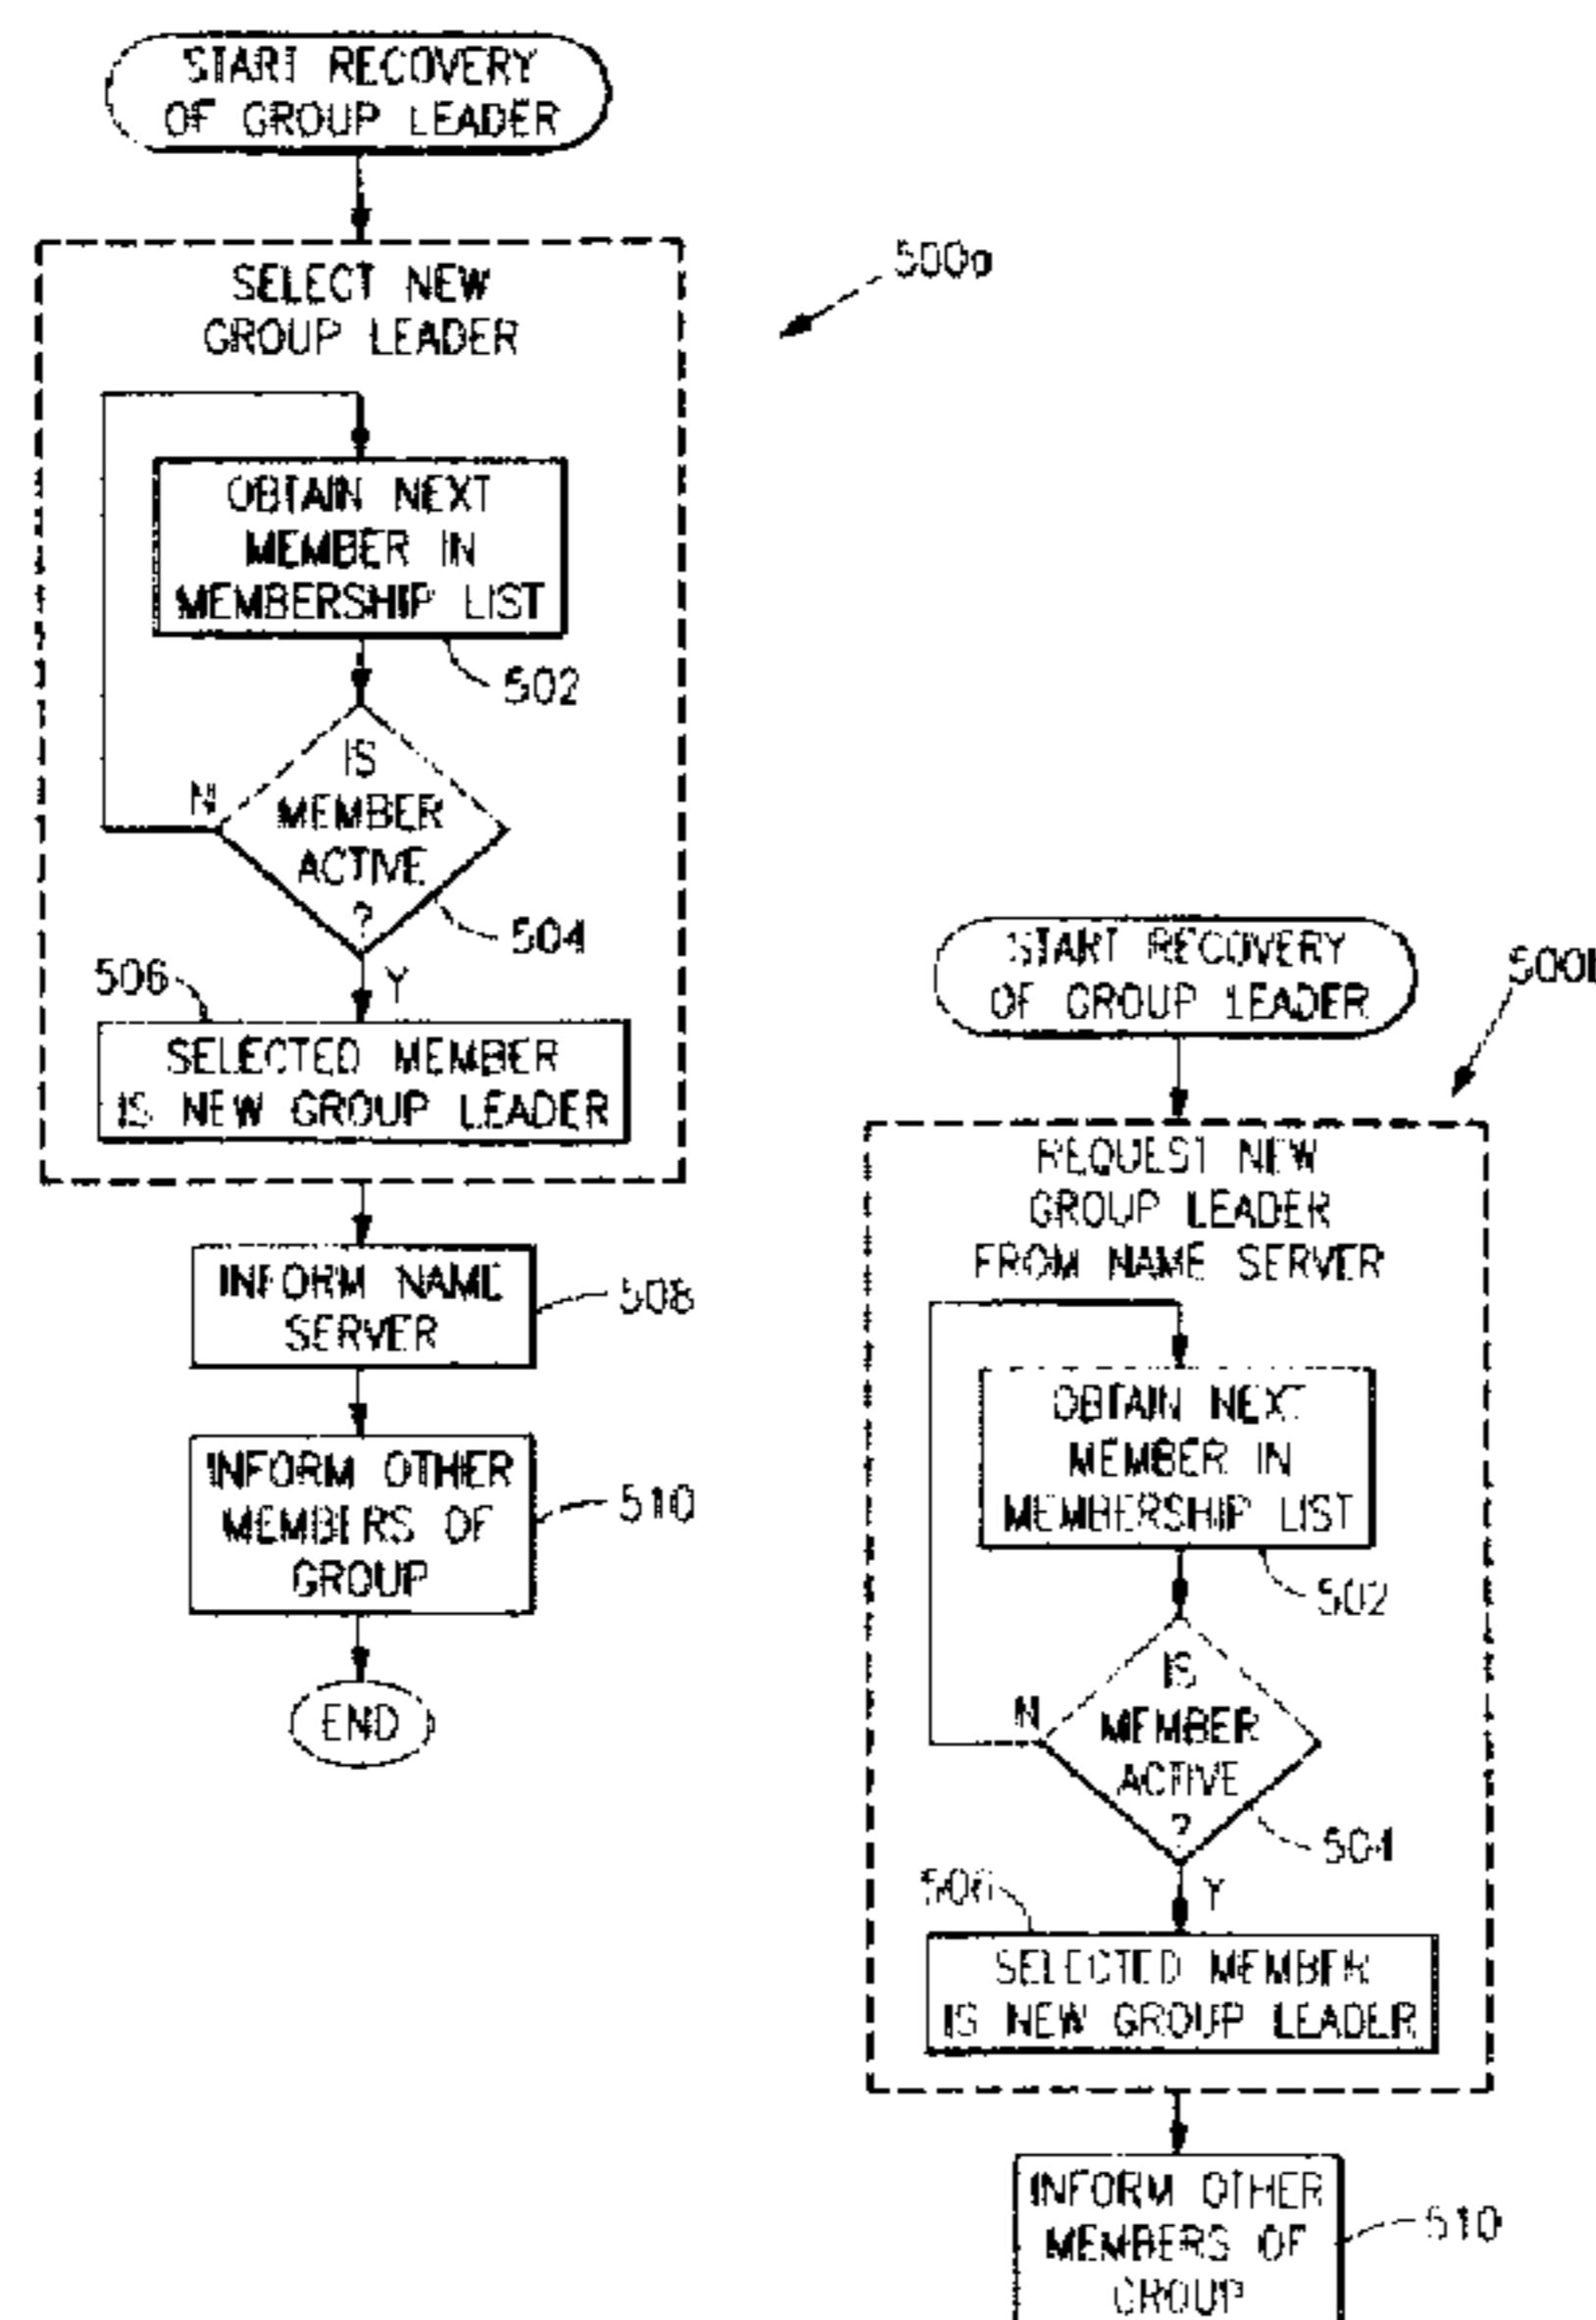 START RECOVERY
OF GROUP LEADER
500a
SELECT NEW
GROUP LEADER
OBTAIN NEXT
MEMBER IN
MEMBERSHIP LIST
502
IS
MEMBER
ACTIVE
?
N
504
Y
506
SELECTED MEMBER
IS NEW GROUP LEADER
INFORM NAME
SERVER
508
INFORM OTHER
MEMBERS OF
GROUP
510
END
START RECOVERY
OF GROUP LEADER
500b
REQUEST NEW
GROUP LEADER
FROM NAME SERVER
OBTAIN NEXT
MEMBER IN
MEMBERSHIP LIST
502
IS
MEMBER
ACTIVE
?
N
504
Y
506
SELECTED MEMBER
IS NEW GROUP LEADER
INFORM OTHER
MEMBERS OF
GROUP
510